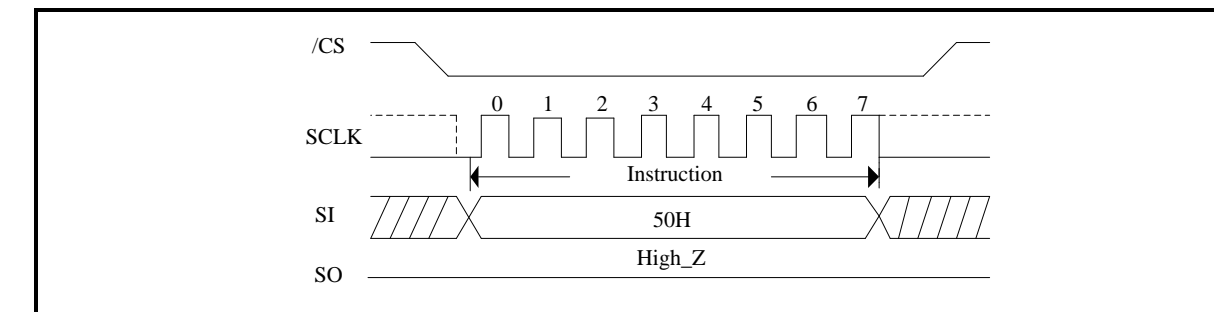 /CS
0 1 2 3 4 5 6 7
SCLK
Instruction
SI
50H
High_Z
SO